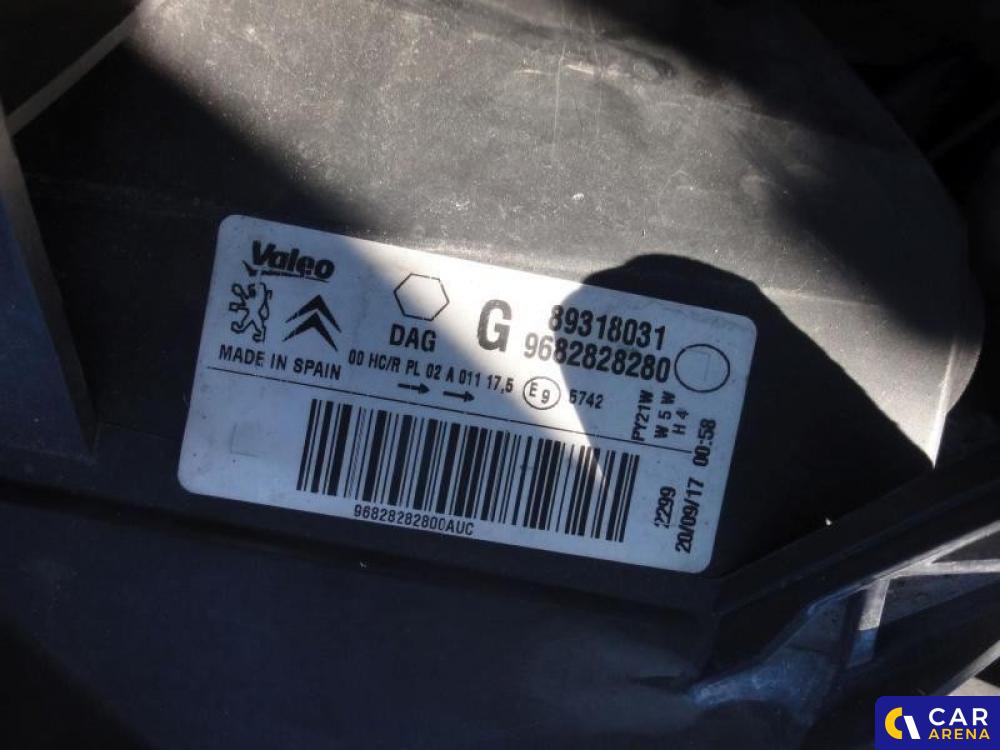 Valeo
DAG
G
89318031
9682828280
MADE IN SPAIN
00 HC/R PL 02 A 011 17,5
E9
5742
PY21W
W5W
H4
96828282800AUC
2299
20/09/17 00:58
CAR
ARENA